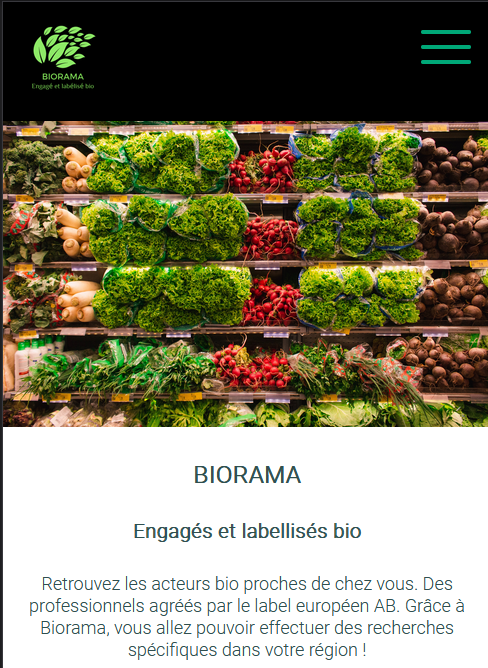 BIORAMA
Engagé et labélisé bio
BIORAMA
Engagés et labellisés bio
Retrouvez les acteurs bio proches de chez vous. Des
professionnels agréés par le label européen AB. Grâce à
Biorama, vous allez pouvoir effectuer des recherches
spécifiques dans votre région !